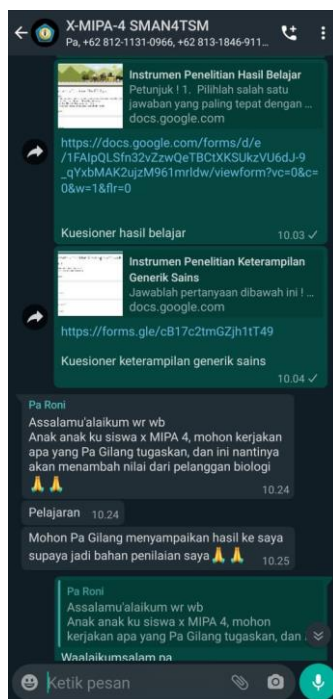 X-MIPA-4 SMAN4TSM
Pa, +62 812-1131-0966, +62 813-1846-911...
Instrumen Penelitian Hasil Belajar
Petunjuk ! 1. Pilihlah salah satu
jawaban yang paling tepat dengan ...
docs.google.com
https://docs.google.com/forms/d/e
/1FAIpQLSfn32vZzwQeTBCtXKSUkzVU6dJ-9
_qYxbMAK2ujzM961mrldw/viewform?vc=0&c=
0&w=1&flr=0
Kuesioner hasil belajar
10.03
Instrumen Penelitian Keterampilan
Generik Sains
Jawablah pertanyaan dibawah ini ! ...
docs.google.com
https://forms.gle/cB17c2tmGZjh1tT49
Kuesioner keterampilan generik sains
10.04
Pa Roni
Assalamu'alaikum wr wb
Anak anak ku siswa x MIPA 4, mohon kerjakan
apa yang Pa Gilang tugaskan, dan ini nantinya
akan menambah nilai dari pelanggan biologi
🙏 🙏 10.24
Pelajaran 10.24
Mohon Pa Gilang menyampaikan hasil ke saya
supaya jadi bahan penilaian saya 🙏 🙏 10.25
Pa Roni
Assalamu'alaikum wr wb
Anak anak ku siswa x MIPA 4, mohon
kerjakan apa yang Pa Gilang tugaskan, dan
Waalaikumsalam pa
Ketik pesan